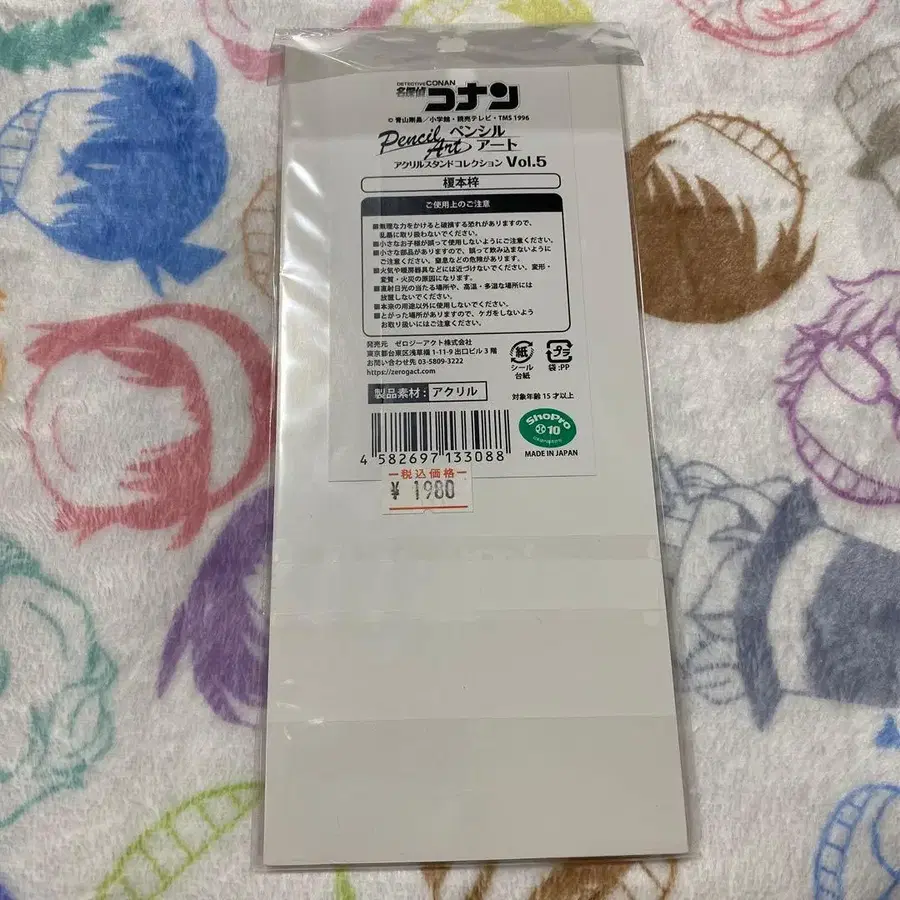 DETECTIVE CONAN
名探偵コナン
© 青山剛昌／小学館・読売テレビ・TMS 1996
Pencil Art ペンシルアート
アクリルスタンドコレクション Vol.5
榎本梓
ご使用上のご注意
■無理な力をかけると破損する恐れがありますので、
乱暴に取り扱わないでください。
■小さなお子様が誤って使用しないようにご注意ください。
■小さな部品がありますので、誤って飲み込まないように
ご注意ください。窒息などの危険があります。
■火気や暖房器具などには近づけないでください。変形・
変質・火災の原因になります。
■直射日光の当たる場所や、高温・多湿な場所には
放置しないでください。
■本来の用途以外に使用しないでください。
■とがった場所がありますので、ケガをしないよう
お取り扱いにはご注意ください。
発売元 ゼロジーアクト株式会社
東京都台東区浅草橋 1-11-9 出口ビル 3 階
お問い合わせ先 03-5809-3222
https://zerogact.com/
紙
シール
台紙
プラ
袋:PP
製品素材：アクリル
対象年齢 15 才以上
ShoPro
小 10
MADE IN JAPAN
4 582697 133088
税込価格
¥ 1980